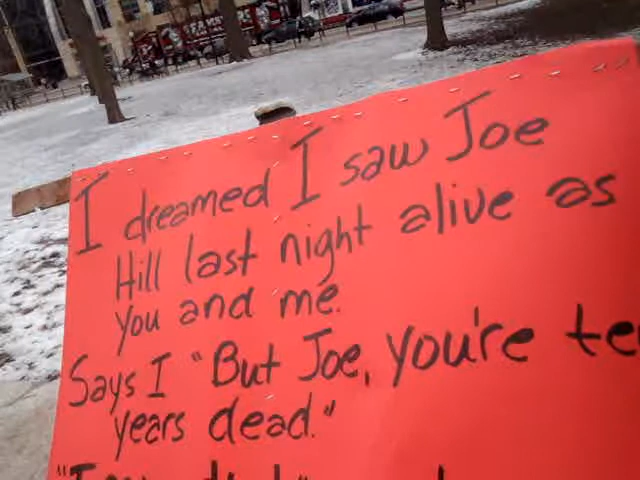 I dreamed I saw Joe
Hill last night alive as
you and me.
Says I "But Joe, you're te
years dead."